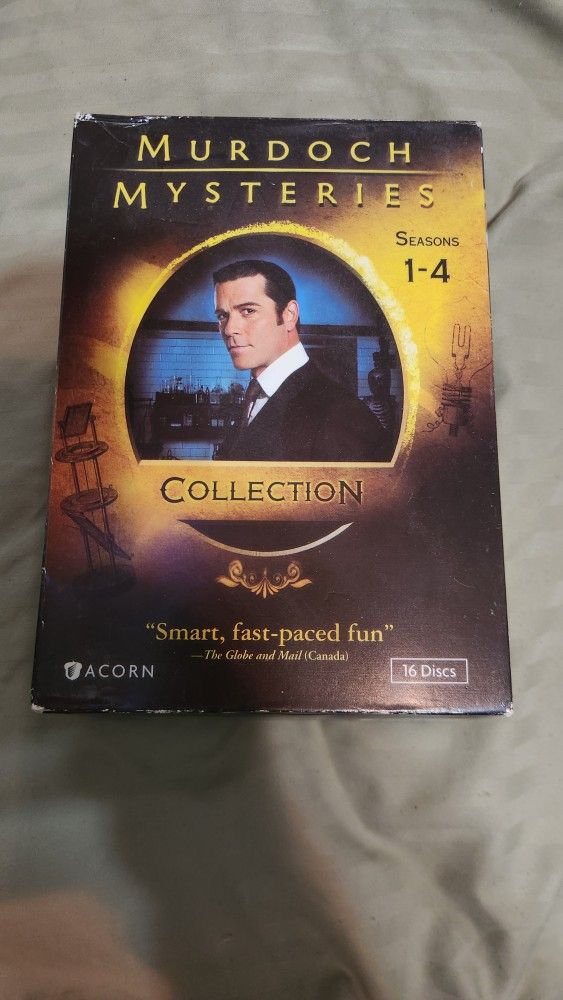 MURDOCH
MYSTERIES
SEASONS
1-4
COLLECTION
“Smart, fast-paced fun”
—The Globe and Mail (Canada)
ACORN
16 Discs